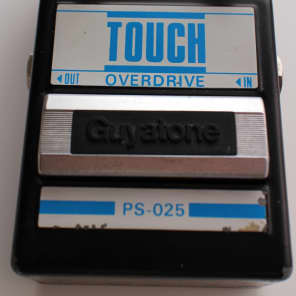 TOUCH
◄OUT OVERDRIVE ◄IN
Guyatone
PS-025